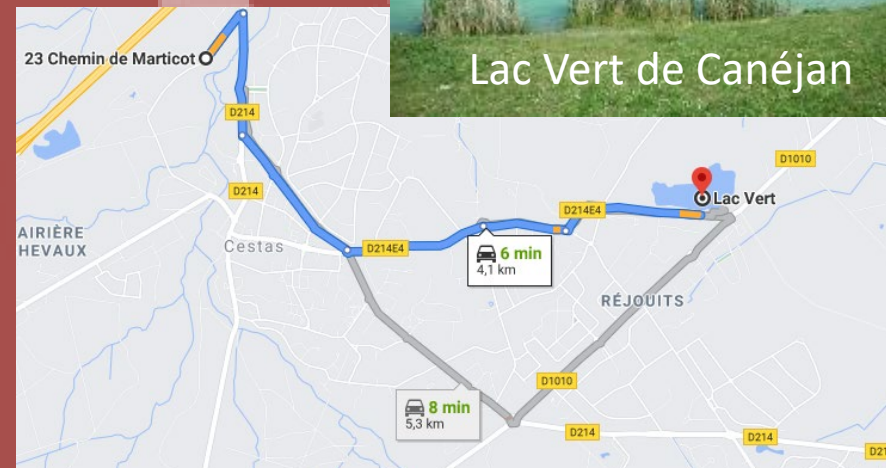 Lac Vert de Canéjan
23 Chemin de Marticot
D214
D1010
D214
Lac Vert
D214E4
AIRIÈRE
HEVAUX
Cestas
D214E4
6 min
4,1 km
RÉJOUITS
D1010
8 min
5,3 km
D214
D214
D21